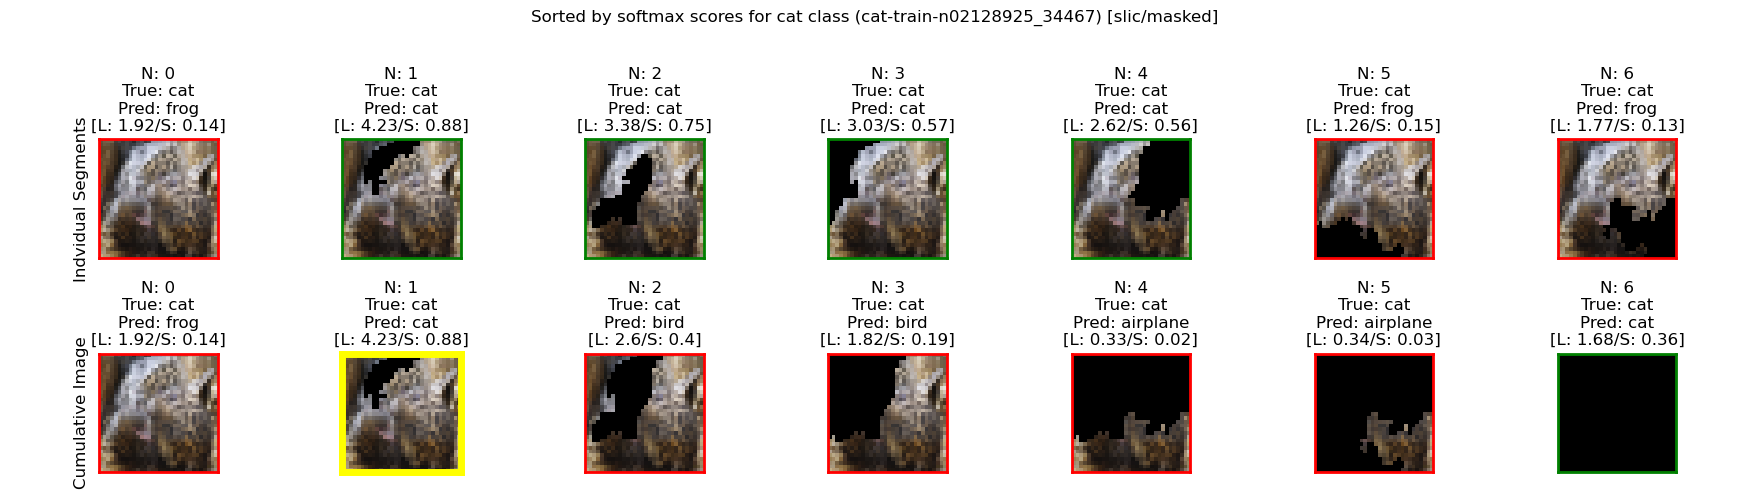 Sorted by softmax scores for cat class (cat-train-n02128925_34467) [slic/masked]
Indvidual Segments
N: 0
True: cat
Pred: frog
[L: 1.92/S: 0.14]
N: 1
True: cat
Pred: cat
[L: 4.23/S: 0.88]
N: 2
True: cat
Pred: cat
[L: 3.38/S: 0.75]
N: 3
True: cat
Pred: cat
[L: 3.03/S: 0.57]
N: 4
True: cat
Pred: cat
[L: 2.62/S: 0.56]
N: 5
True: cat
Pred: frog
[L: 1.26/S: 0.15]
N: 6
True: cat
Pred: frog
[L: 1.77/S: 0.13]
Cumulative Image
N: 0
True: cat
Pred: frog
[L: 1.92/S: 0.14]
N: 1
True: cat
Pred: cat
[L: 4.23/S: 0.88]
N: 2
True: cat
Pred: bird
[L: 2.6/S: 0.4]
N: 3
True: cat
Pred: bird
[L: 1.82/S: 0.19]
N: 4
True: cat
Pred: airplane
[L: 0.33/S: 0.02]
N: 5
True: cat
Pred: airplane
[L: 0.34/S: 0.03]
N: 6
True: cat
Pred: cat
[L: 1.68/S: 0.36]